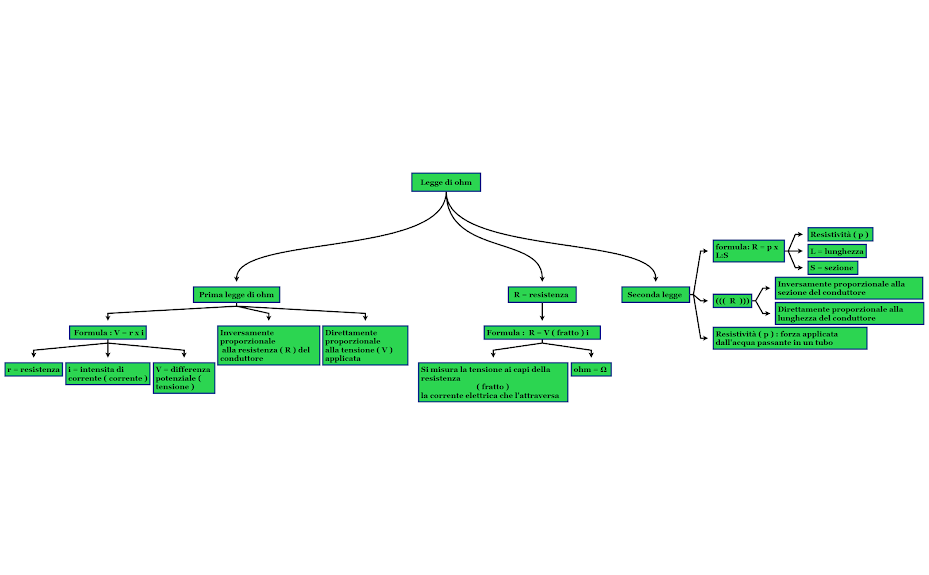 Legge di ohm
Prima legge di ohm
R = resistenza
Seconda legge
Formula : V = r x i
Inversamente
proporzionale
alla resistenza ( R ) del
conduttore
Direttamente
proporzionale
alla tensione ( V )
applicata
r = resistenza
i = intensita di
corrente ( corrente )
V = differenza
potenziale (
tensione )
Formula : R = V ( fratto ) i
Si misura la tensione ai capi della
resistenza
( fratto )
la corrente elettrica che l'attraversa
ohm = Ω
formula: R = p x
L:S
Resistività ( p )
L = lunghezza
S = sezione
((( R )))
Inversamente proporzionale alla
sezione del conduttore
Direttamente proporzionale alla
lunghezza del conduttore
Resistività ( p ) : forza applicata
dall'acqua passante in un tubo